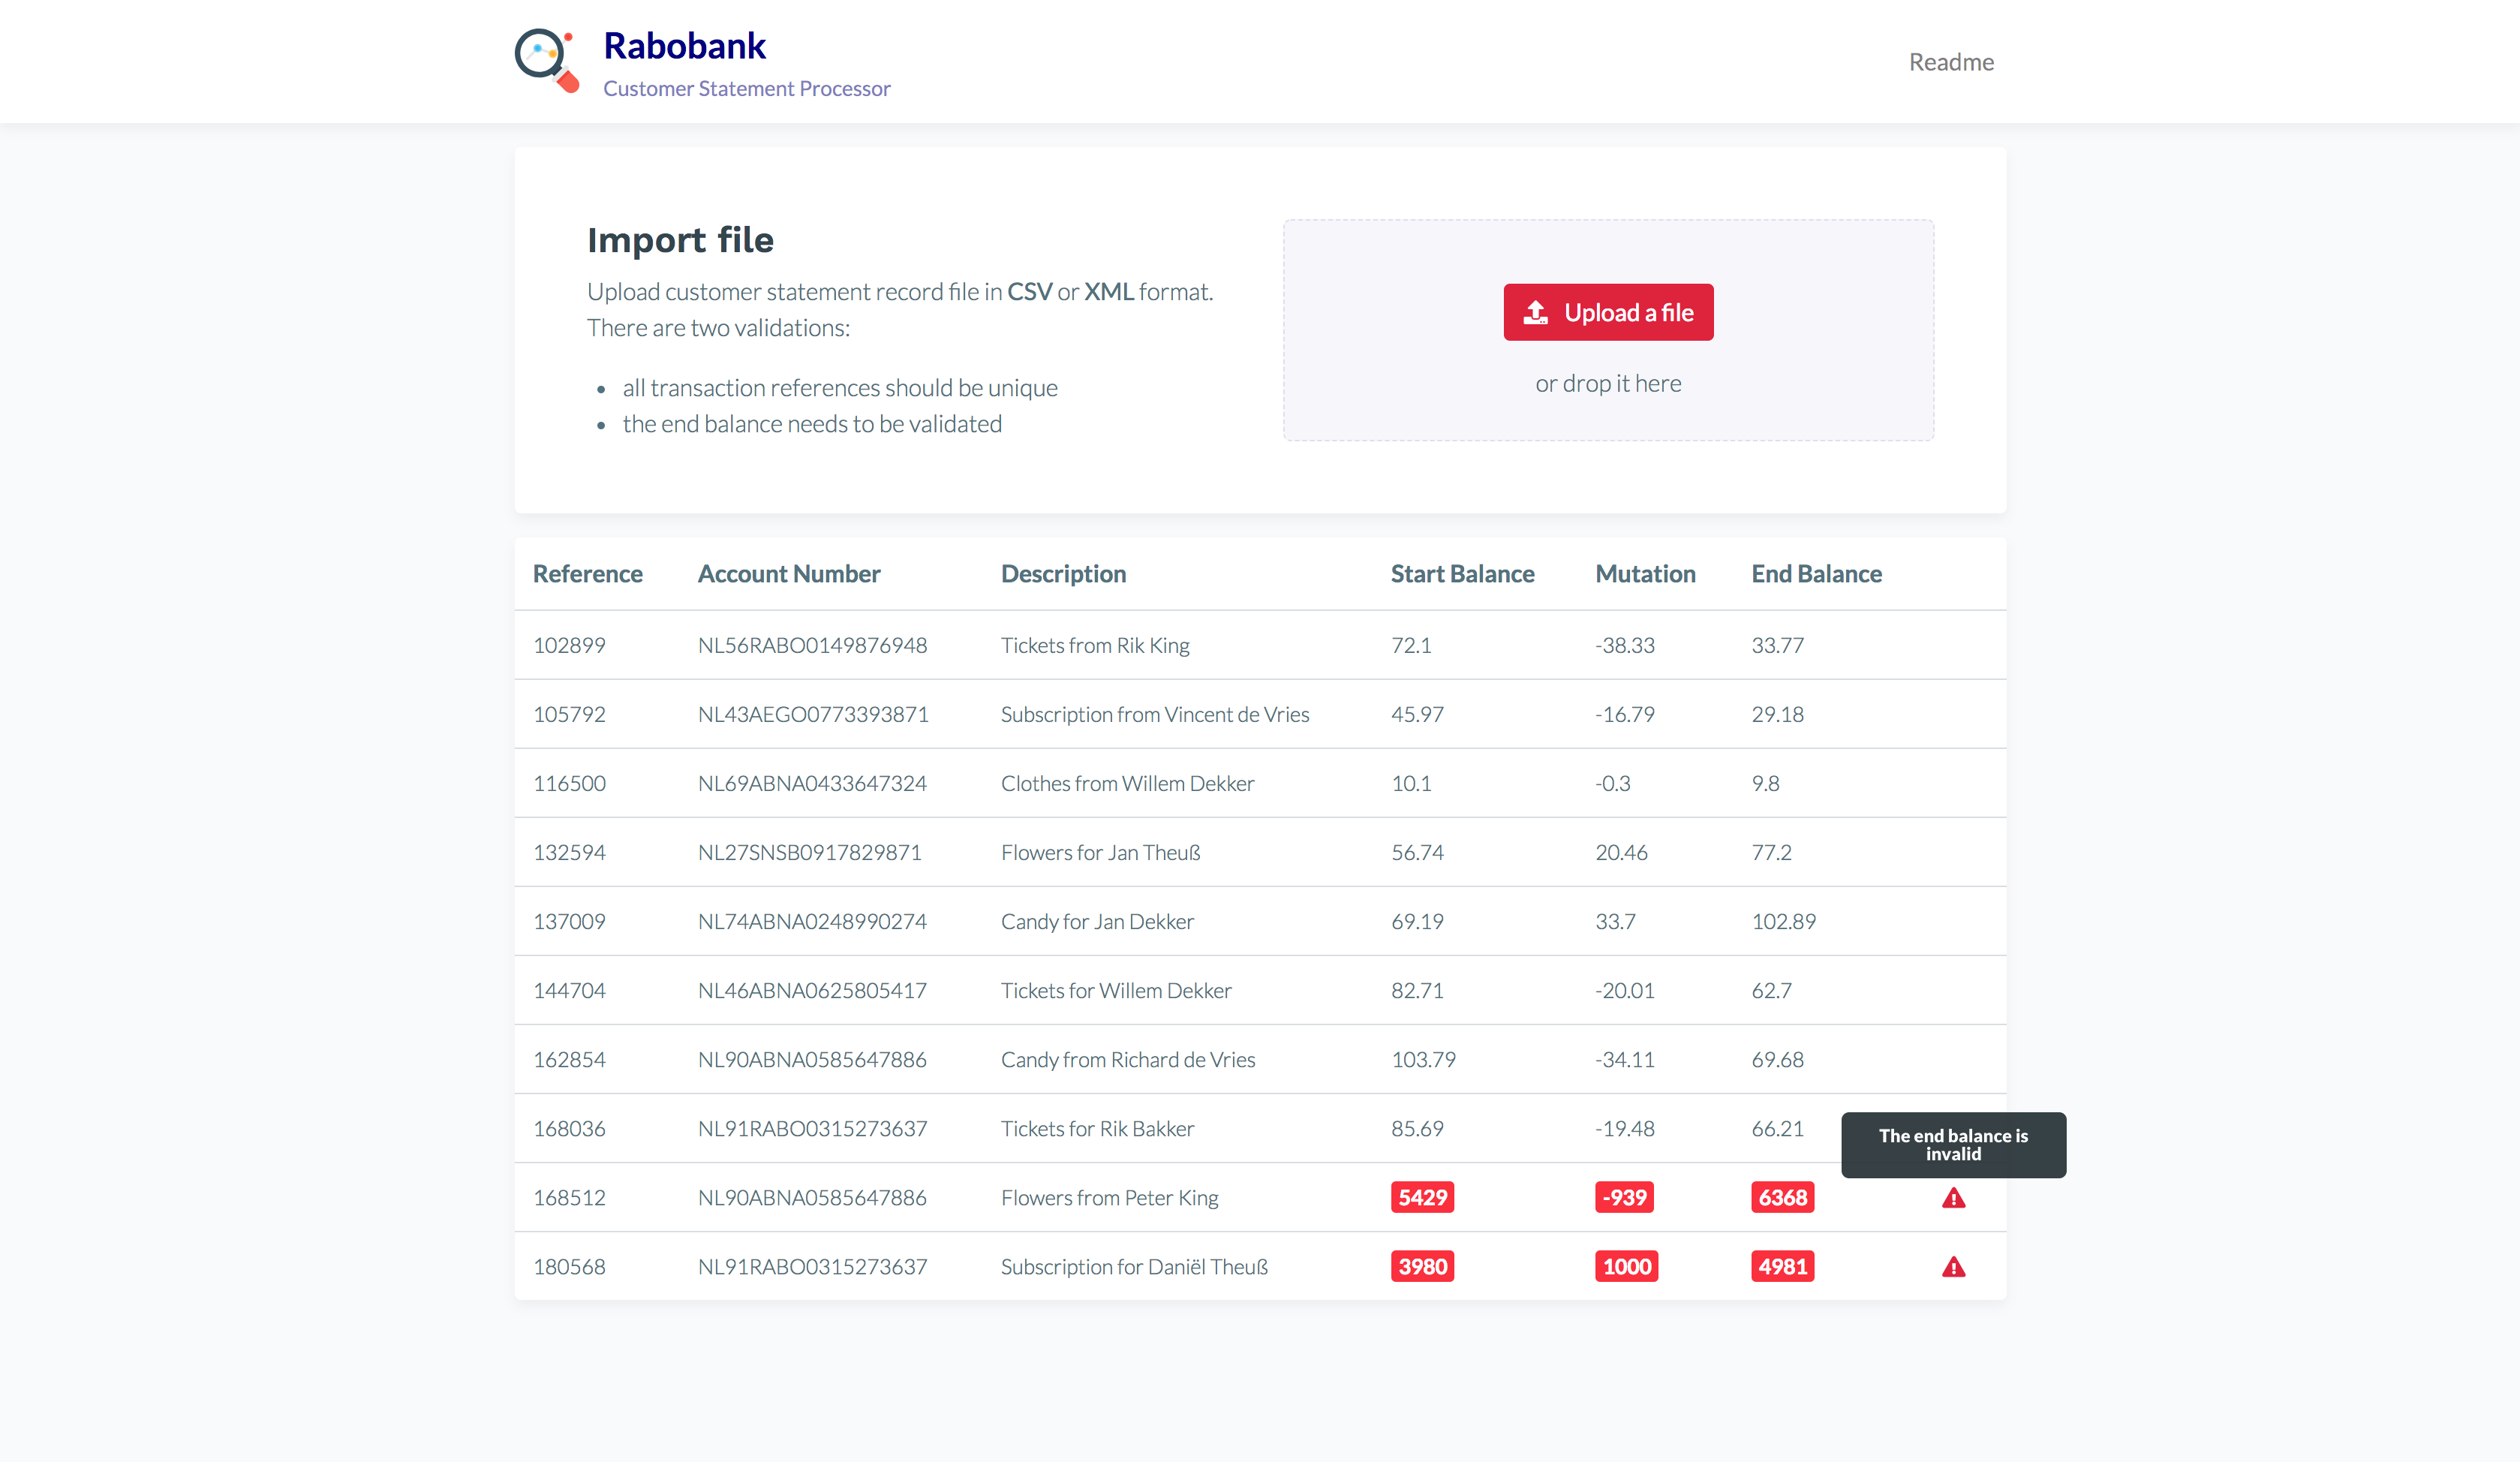 Rabobank
Customer Statement Processor
Readme
Import file
Upload customer statement record file in CSV or XML format.
There are two validations:
all transaction references should be unique
the end balance needs to be validated
Upload a file
or drop it here
Reference Account Number Description Start Balance Mutation End Balance
102899 NL56RABO0149876948 Tickets from Rik King 72.1 -38.33 33.77
105792 NL43AEGO0773393871 Subscription from Vincent de Vries 45.97 -16.79 29.18
116500 NL69ABNA0433647324 Clothes from Willem Dekker 10.1 -0.3 9.8
132594 NL27SNSB0917829871 Flowers for Jan Theuß 56.74 20.46 77.2
137009 NL74ABNA0248990274 Candy for Jan Dekker 69.19 33.7 102.89
144704 NL46ABNA0625805417 Tickets for Willem Dekker 82.71 -20.01 62.7
162854 NL90ABNA0585647886 Candy from Richard de Vries 103.79 -34.11 69.68
168036 NL91RABO0315273637 Tickets for Rik Bakker 85.69 -19.48 66.21
The end balance is
invalid
168512 NL90ABNA0585647886 Flowers from Peter King 5429 -939 6368
180568 NL91RABO0315273637 Subscription for Daniël Theuß 3980 1000 4981